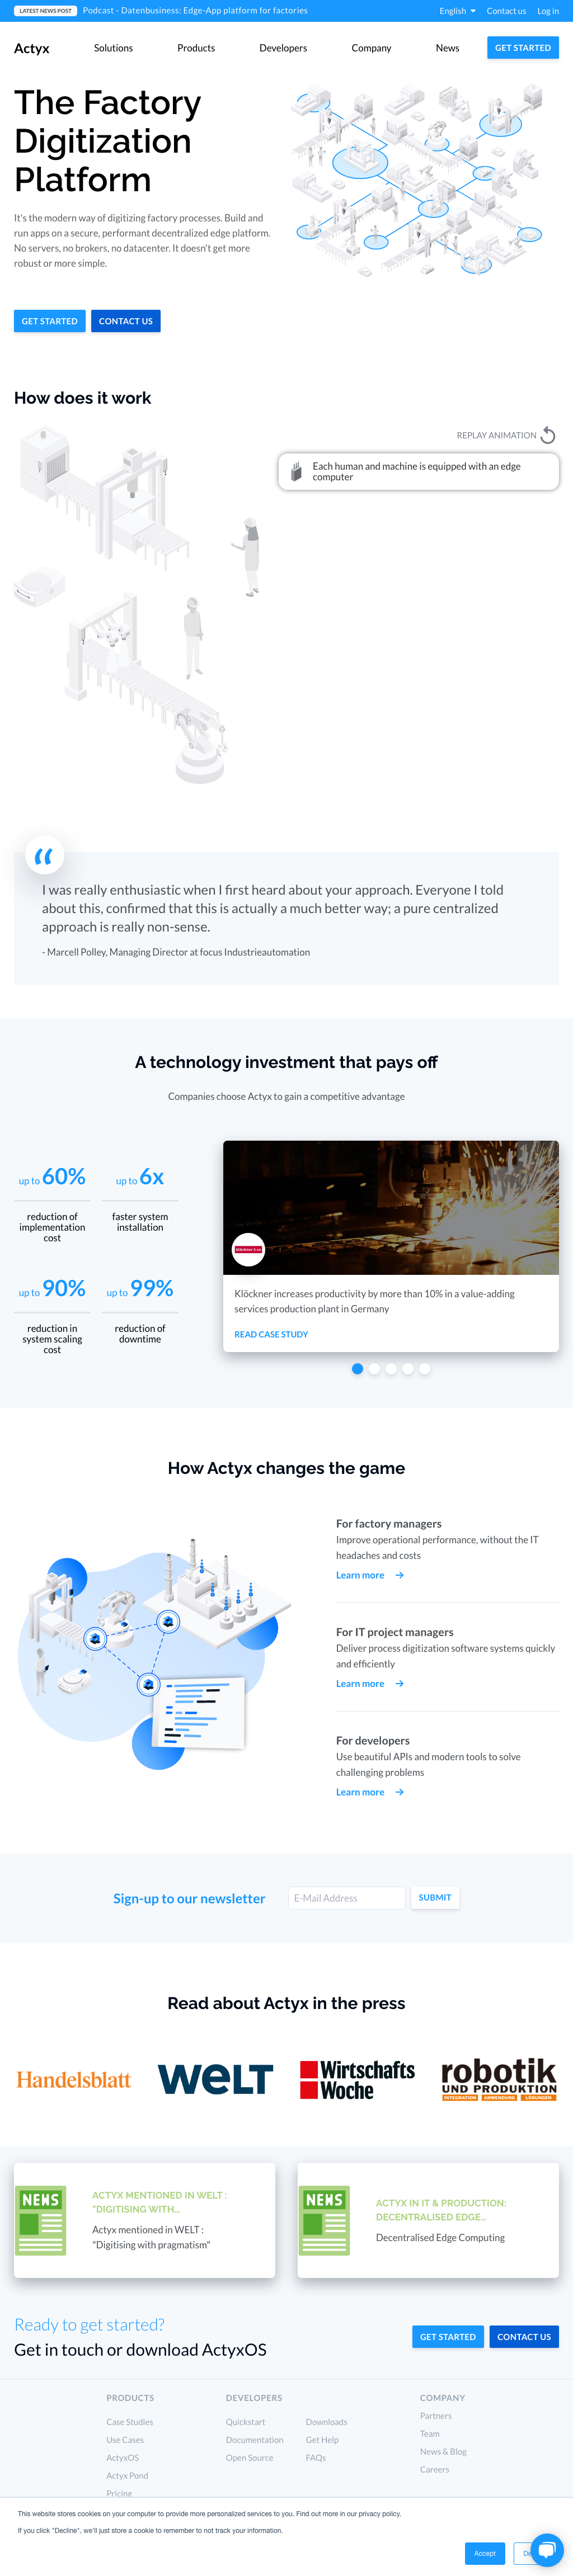 LATEST NEWS POST Podcast - Datenbusiness: Edge-App platform for factories English Contact us Log in
Actyx Solutions Products Developers Company News GET STARTED
The Factory
Digitization
Platform
It's the modern way of digitizing factory processes. Build and
run apps on a secure, performant decentralized edge platform.
No servers, no brokers, no datacenter. It doesn't get more
robust or more simple.
GET STARTED CONTACT US
How does it work
REPLAY ANIMATION
Each human and machine is equipped with an edge
computer
“
I was really enthusiastic when I first heard about your approach. Everyone I told
about this, confirmed that this is actually a much better way; a pure centralized
approach is really non-sense.
- Marcell Polley, Managing Director at focus Industrieautomation
A technology investment that pays off
Companies choose Actyx to gain a competitive advantage
up to 60%
reduction of
implementation
cost
up to 6x
faster system
installation
up to 90%
reduction in
system scaling
cost
up to 99%
reduction of
downtime
klöckner & co
Klöckner increases productivity by more than 10% in a value-adding
services production plant in Germany
READ CASE STUDY
How Actyx changes the game
For factory managers
Improve operational performance, without the IT
headaches and costs
Learn more
For IT project managers
Deliver process digitization software systems quickly
and efficiently
Learn more
For developers
Use beautiful APIs and modern tools to solve
challenging problems
Learn more
Sign-up to our newsletter E-Mail Address SUBMIT
Read about Actyx in the press
Handelsblatt
welt
Wirtschafts
Woche
robotik
UND PRODUKTION
INTEGRATION ANWENDUNG LÖSUNGEN
NEWS
ACTYX MENTIONED IN WELT :
"DIGITISING WITH...
Actyx mentioned in WELT :
"Digitising with pragmatism"
NEWS
ACTYX IN IT & PRODUCTION:
DECENTRALISED EDGE...
Decentralised Edge Computing
Ready to get started?
Get in touch or download ActyxOS
GET STARTED CONTACT US
PRODUCTS
Case Studies
Use Cases
ActyxOS
Actyx Pond
Pricing
DEVELOPERS
Quickstart
Documentation
Open Source
Downloads
Get Help
FAQs
COMPANY
Partners
Team
News & Blog
Careers
This website stores cookies on your computer to provide more personalized services to you. Find out more in our privacy policy.
If you click "Decline", we'll just store a cookie to remember to not track your information.
Accept